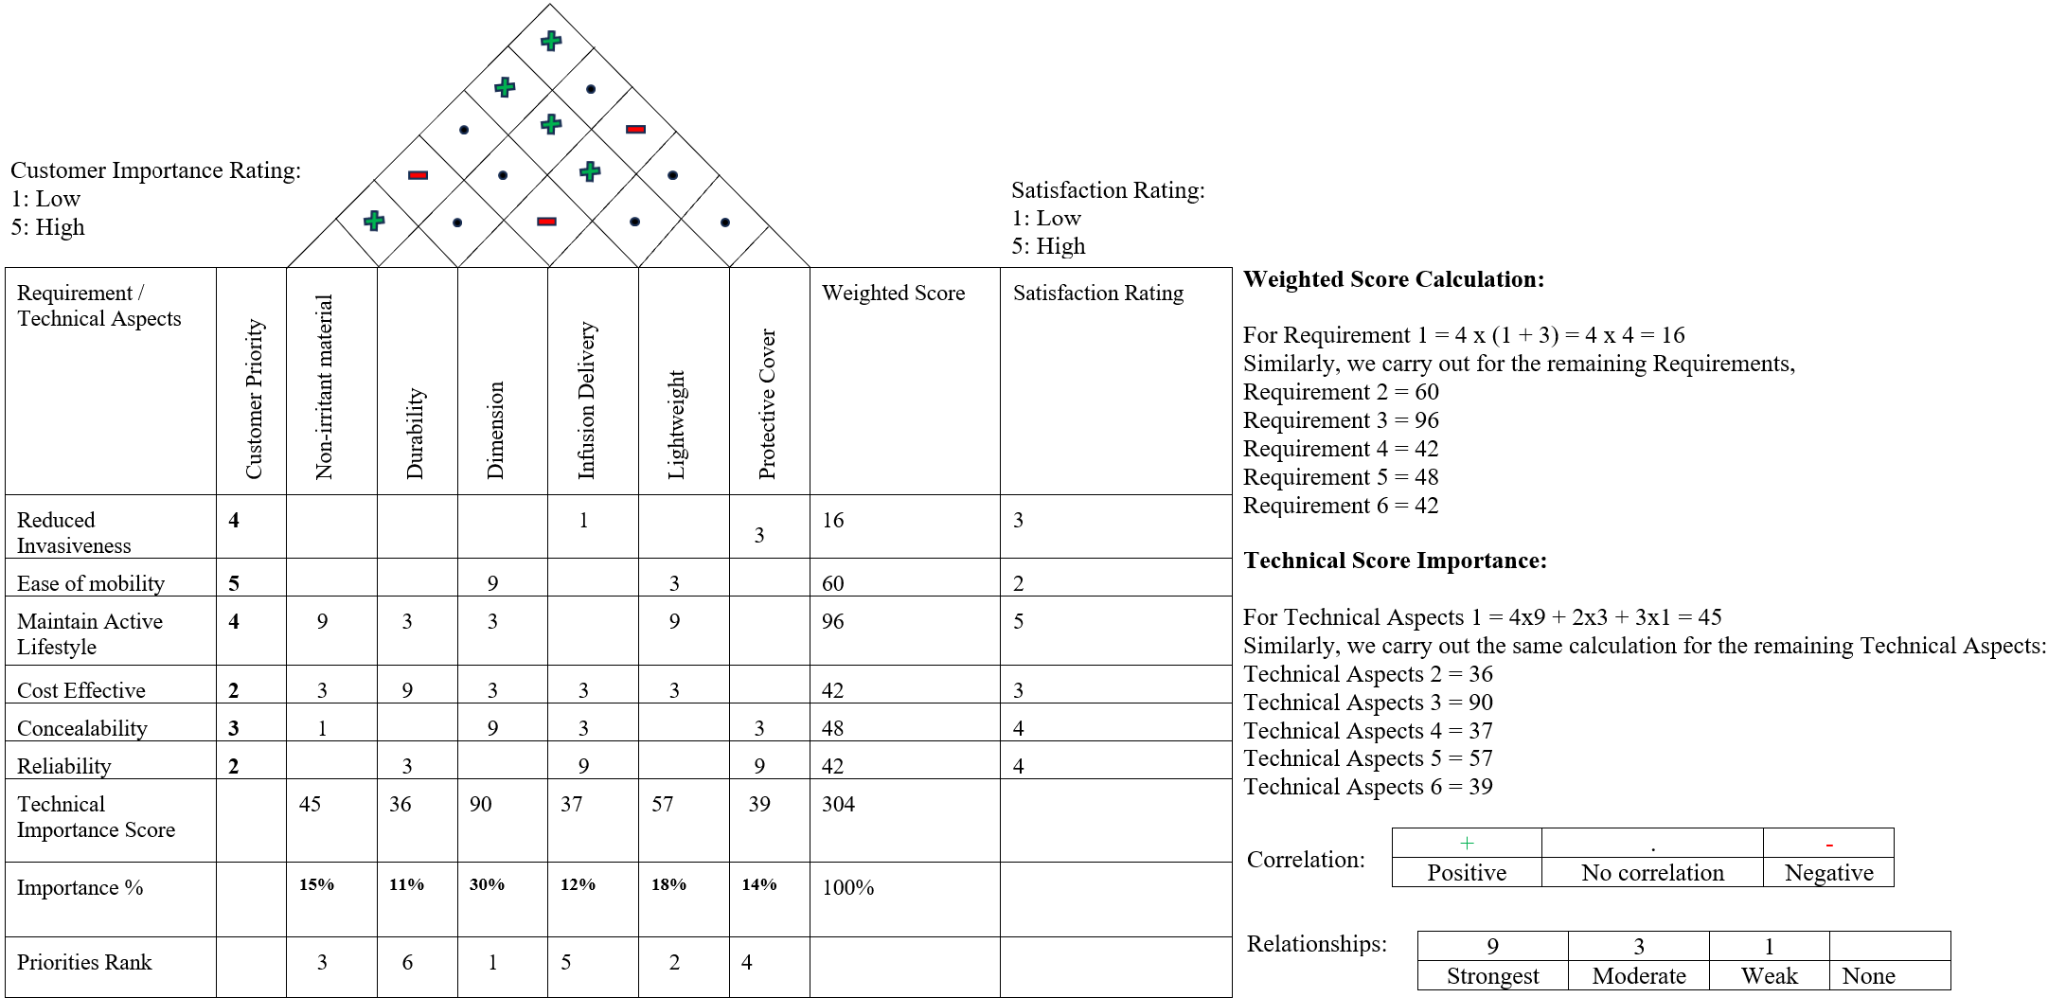 Customer Importance Rating:
1: Low
5: High
Satisfaction Rating:
1: Low
5: High
Requirement /
Technical Aspects
Customer Priority
Non-irritant material
Durability
Dimension
Infusion Delivery
Lightweight
Protective Cover
Weighted Score
Satisfaction Rating
Reduced
Invasiveness
4 1 3 16 3
Ease of mobility 5 9 3 60 2
Maintain Active
Lifestyle
4 9 3 3 9 96 5
Cost Effective 2 3 9 3 3 3 42 3
Concealability 3 1 9 3 3 48 4
Reliability 2 3 9 9 42 4
Technical
Importance Score
45 36 90 37 57 39 304
Importance % 15% 11% 30% 12% 18% 14% 100%
Priorities Rank 3 6 1 5 2 4
Weighted Score Calculation:
For Requirement 1 = 4 x (1 + 3) = 4 x 4 = 16
Similarly, we carry out for the remaining Requirements,
Requirement 2 = 60
Requirement 3 = 96
Requirement 4 = 42
Requirement 5 = 48
Requirement 6 = 42
Technical Score Importance:
For Technical Aspects 1 = 4x9 + 2x3 + 3x1 = 45
Similarly, we carry out the same calculation for the remaining Technical Aspects:
Technical Aspects 2 = 36
Technical Aspects 3 = 90
Technical Aspects 4 = 37
Technical Aspects 5 = 57
Technical Aspects 6 = 39
Correlation:
+ . -
Positive No correlation Negative
Relationships:
9 3 1
Strongest Moderate Weak None